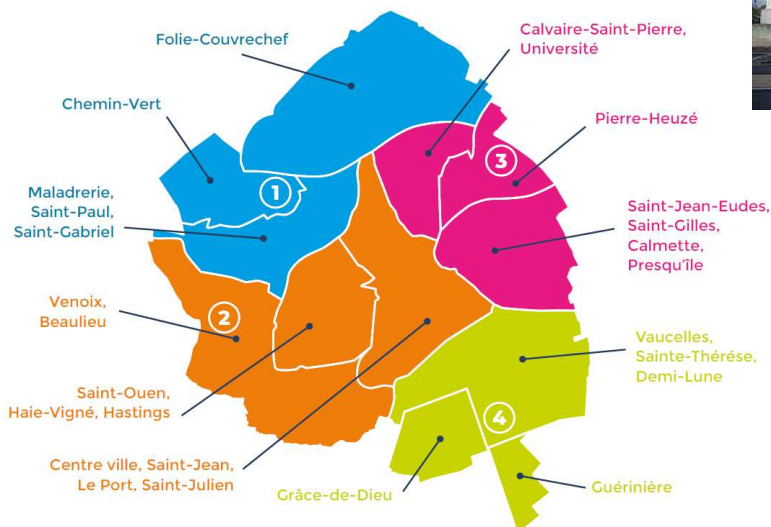 Folie-Couvrechef
Calvaire-Saint-Pierre,
Université
Chemin-Vert
Pierre-Heuzé
3
1
Maladrerie,
Saint-Paul,
Saint-Gabriel
Saint-Jean-Eudes,
Saint-Gilles,
Calmette,
Presqu'île
Venoix,
Beaulieu
2
Vaucelles,
Sainte-Thérése,
Demi-Lune
Saint-Ouen,
Haie-Vigné, Hastings
4
Centre ville, Saint-Jean,
Le Port, Saint-Julien
Grâce-de-Dieu
Guérinière